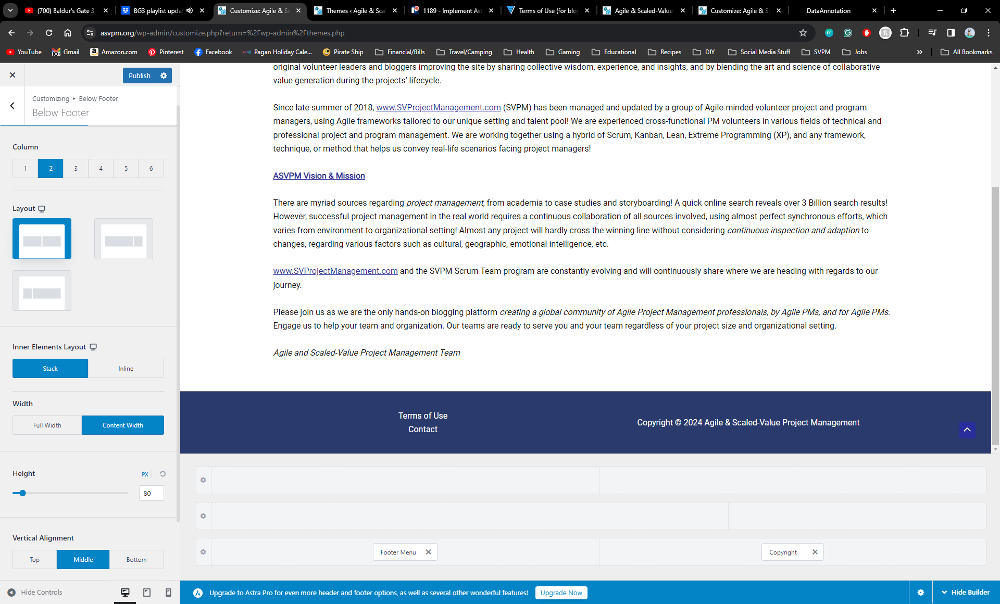 (700) Baldur's Gate 3
BG3 playlist upda
Customize: Agile & S
Themes ‹ Agile & Sca
1189 - Implement Ast
Terms of Use (for blo
Agile & Scaled-Value
Customize: Agile & S
DataAnnotation
asvpm.org/wp-admin/customize.php?return=%2Fwp-admin%2Fthemes.php
YouTube
Gmail
Amazon.com
Pinterest
Facebook
Pagan Holiday Cale...
Pirate Ship
Financial/Bills
Travel/Camping
Health
Gaming
Educational
Recipes
DIY
Social Media Stuff
SVPM
Jobs
All Bookmarks
Publish
Customizing ▸ Below Footer
Below Footer
Column
1 2 3 4 5 6
Layout
Inner Elements Layout
Stack Inline
Width
Full Width Content Width
Height PX
80
Vertical Alignment
Top Middle Bottom
Hide Controls
original volunteer leaders and bloggers improving the site by sharing collective wisdom, experience, and insights, and by blending the art and science of collaborative
value generation during the projects' lifecycle.
Since late summer of 2018, www.SVProjectManagement.com (SVPM) has been managed and updated by a group of Agile-minded volunteer project and program
managers, using Agile frameworks tailored to our unique setting and talent pool! We are experienced cross-functional PM volunteers in various fields of technical and
professional project and program management. We are working together using a hybrid of Scrum, Kanban, Lean, Extreme Programming (XP), and any framework,
technique, or method that helps us convey real-life scenarios facing project managers!
ASVPM Vision & Mission
There are myriad sources regarding project management, from academia to case studies and storyboarding! A quick online search reveals over 3 Billion search results!
However, successful project management in the real world requires a continuous collaboration of all sources involved, using almost perfect synchronous efforts, which
varies from environment to organizational setting! Almost any project will hardly cross the winning line without considering continuous inspection and adaption to
changes, regarding various factors such as cultural, geographic, emotional intelligence, etc.
www.SVProjectManagement.com and the SVPM Scrum Team program are constantly evolving and will continuously share where we are heading with regards to our
journey.
Please join us as we are the only hands-on blogging platform creating a global community of Agile Project Management professionals, by Agile PMs, and for Agile PMs.
Engage us to help your team and organization. Our teams are ready to serve you and your team regardless of your project size and organizational setting.
Agile and Scaled-Value Project Management Team
Terms of Use
Contact
Copyright © 2024 Agile & Scaled-Value Project Management
Footer Menu
Copyright
Upgrade to Astra Pro for even more header and footer options, as well as several other wonderful features!
Upgrade Now
Hide Builder